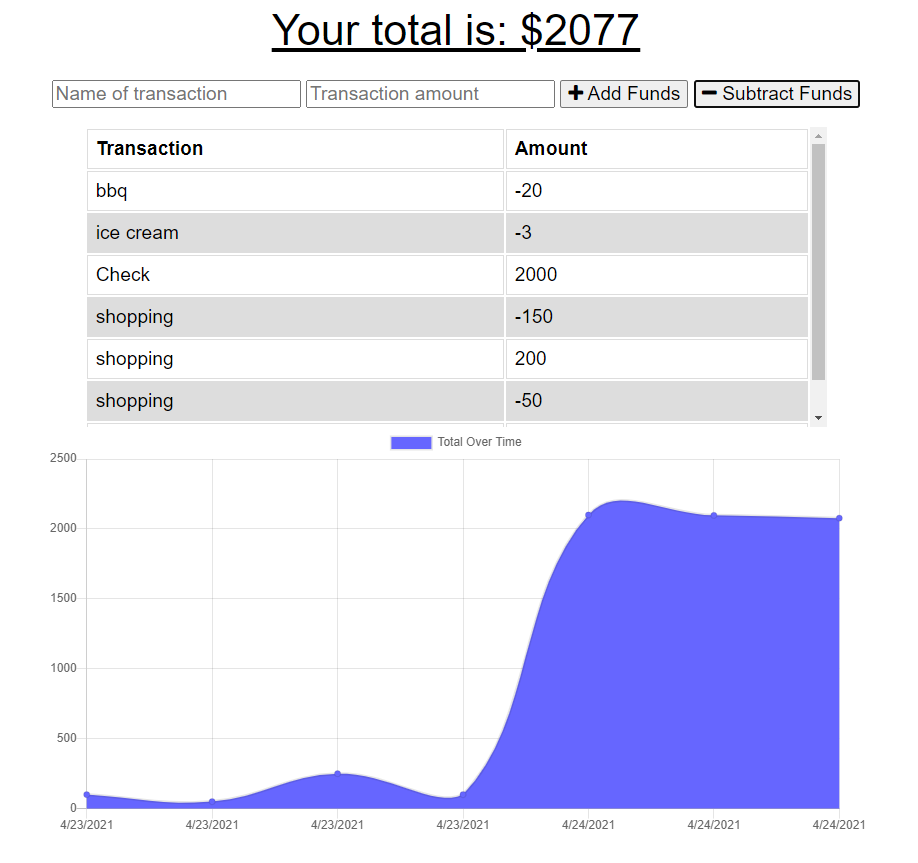 Your total is: $2077
Name of transaction Transaction amount + Add Funds − Subtract Funds
Transaction Amount
bbq -20
ice cream -3
Check 2000
shopping -150
shopping 200
shopping -50
Total Over Time
2500
2000
1500
1000
500
0
4/23/2021 4/23/2021 4/23/2021 4/23/2021 4/24/2021 4/24/2021 4/24/2021